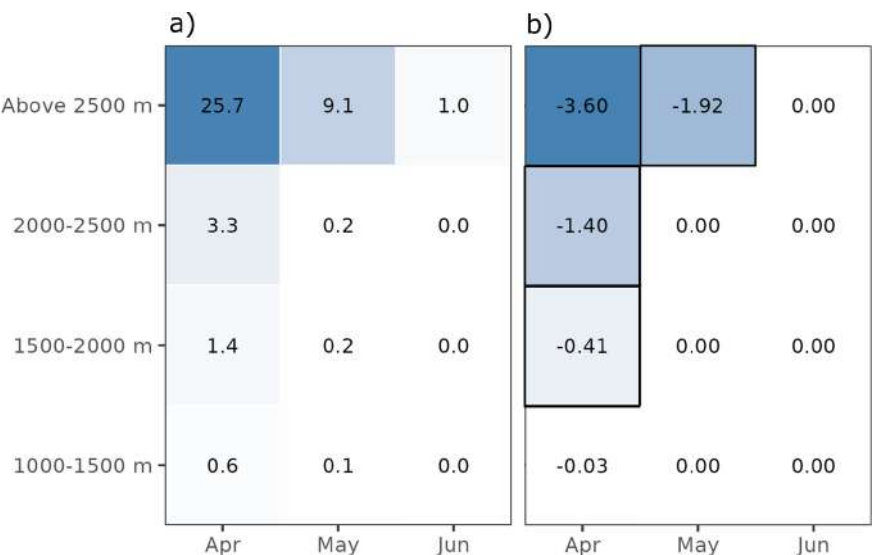 a) b)
Above 2500 m 25.7 9.1 1.0 -3.60 -1.92 0.00
2000-2500 m 3.3 0.2 0.0 -1.40 0.00 0.00
1500-2000 m 1.4 0.2 0.0 -0.41 0.00 0.00
1000-1500 m 0.6 0.1 0.0 -0.03 0.00 0.00
Apr May Jun Apr May Jun